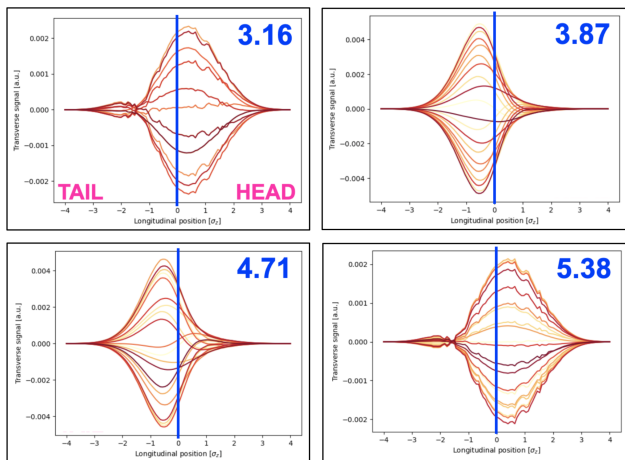 3.16
0.002
0.001
0.000
−0.001
−0.002
Transverse signal [a.u.]
TAIL
HEAD
−4 −3 −2 −1 0 1 2 3 4
Longitudinal position [σz]
3.87
0.004
0.002
0.000
−0.002
−0.004
Transverse signal [a.u.]
−4 −3 −2 −1 0 1 2 3 4
Longitudinal position [σz]
4.71
0.004
0.002
0.000
−0.002
−0.004
Transverse signal [a.u.]
−4 −3 −2 −1 0 1 2 3 4
Longitudinal position [σz]
5.38
0.002
0.001
0.000
−0.001
−0.002
Transverse signal [a.u.]
−4 −3 −2 −1 0 1 2 3 4
Longitudinal position [σz]